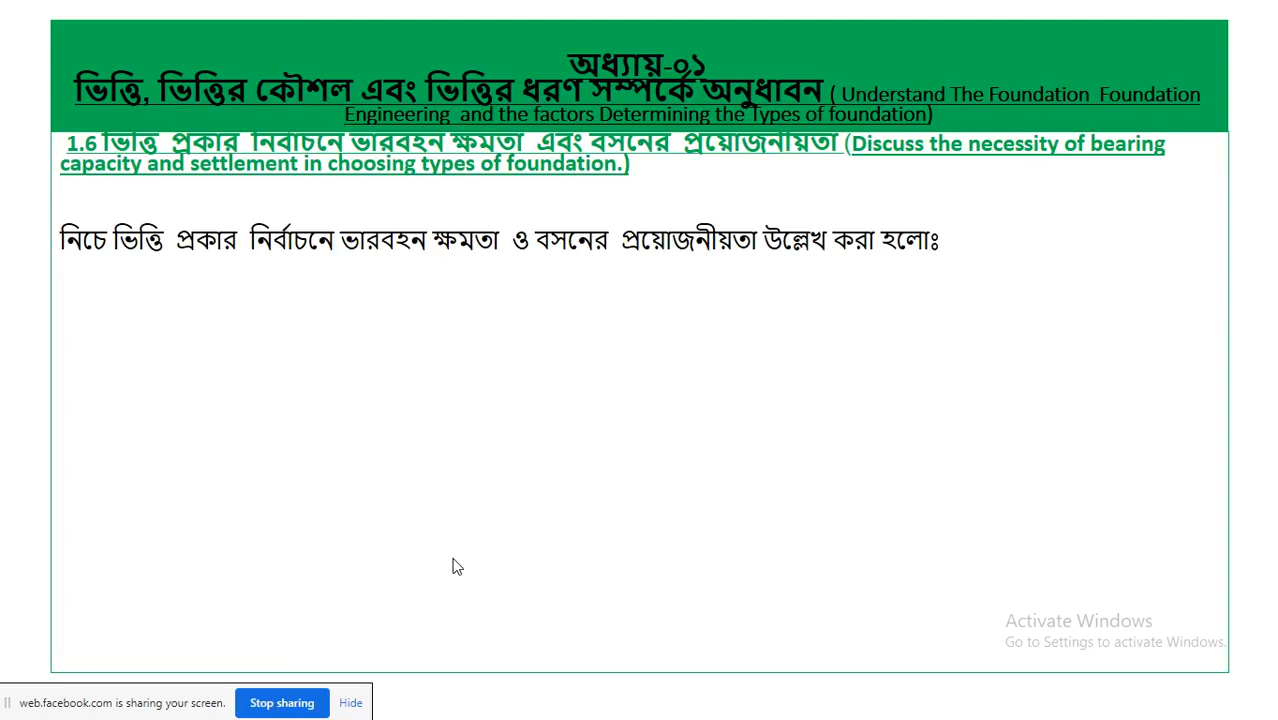 অধ্যায়-০১
ভিত্তি, ভিত্তির কৌশল এবং ভিত্তির ধরণ সম্পর্কে অনুধাবন ( Understand The Foundation Foundation
Engineering and the factors Determining the Types of foundation)
1.6 ভিত্তি প্রকার নির্বাচনে ভারবহন ক্ষমতা এবং বসনের প্রয়োজনীয়তা (Discuss the necessity of bearing
capacity and settlement in choosing types of foundation.)
নিচে ভিত্তি প্রকার নির্বাচনে ভারবহন ক্ষমতা ও বসনের প্রয়োজনীয়তা উল্লেখ করা হলোঃ
Activate Windows
Go to Settings to activate Windows.
web.facebook.com is sharing your screen. Stop sharing Hide